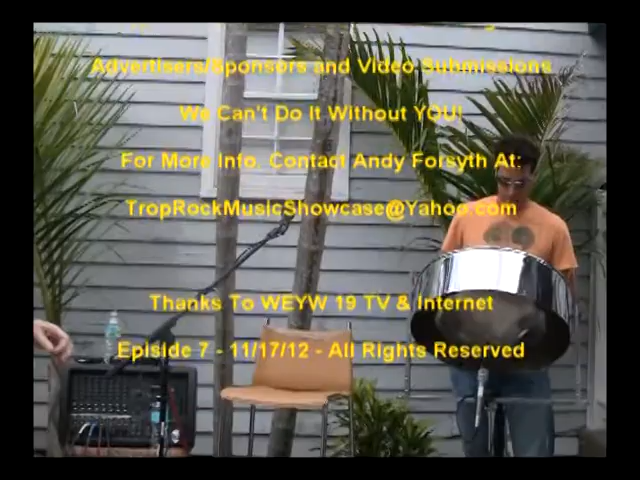 Advertisers/Sponsors and Video Submissions
We Can't Do It Without YOU!
For More Info. Contact Andy Forsyth At:
TropRockMusicShowcase@Yahoo.Com
Thanks To WEYW 19 TV & Internet
Episide 7 - 11/17/12 - All Rights Reserved